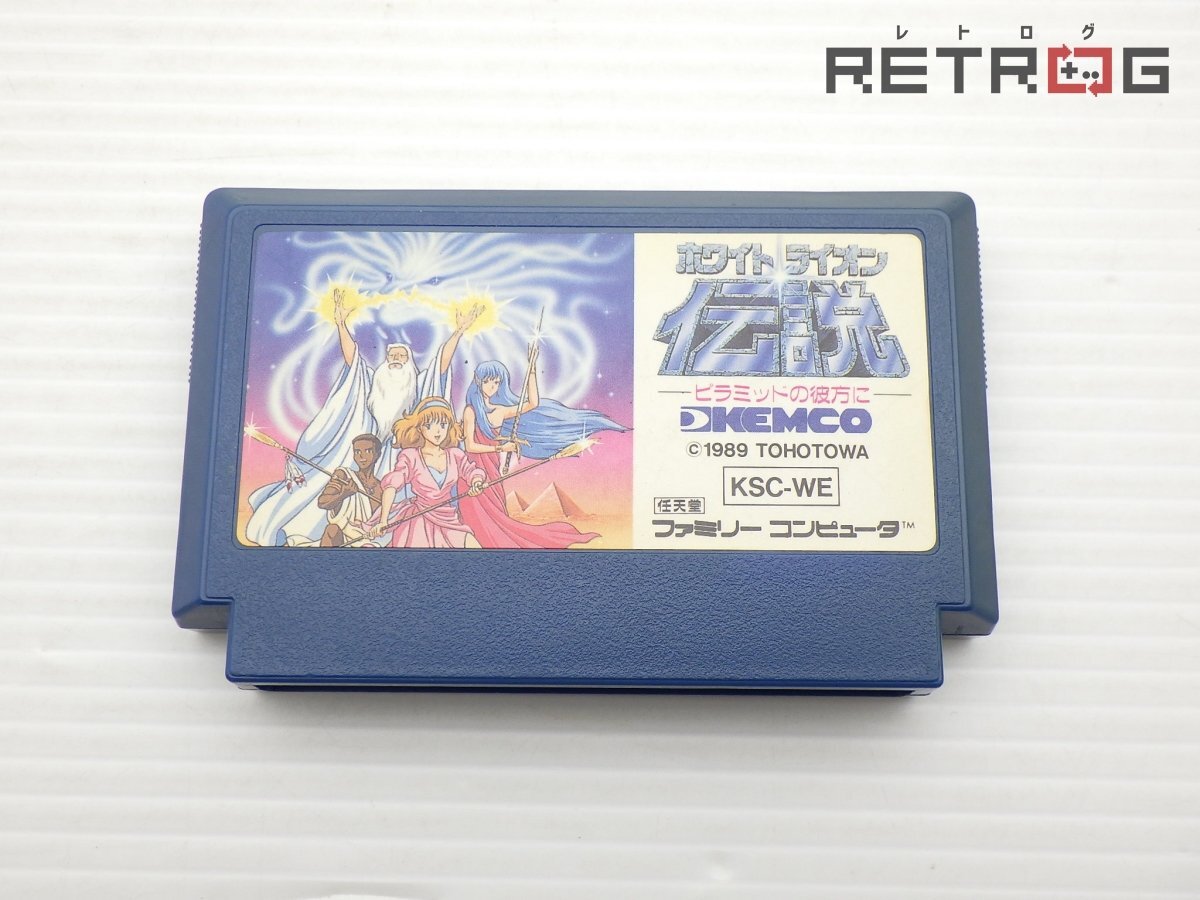 レトログ
RETROG
ホワイト ライオン
伝説
ピラミッドの彼方に
KEMCO
©1989 TOHOTOWA
KSC-WE
任天堂
ファミリー コンピュータ™